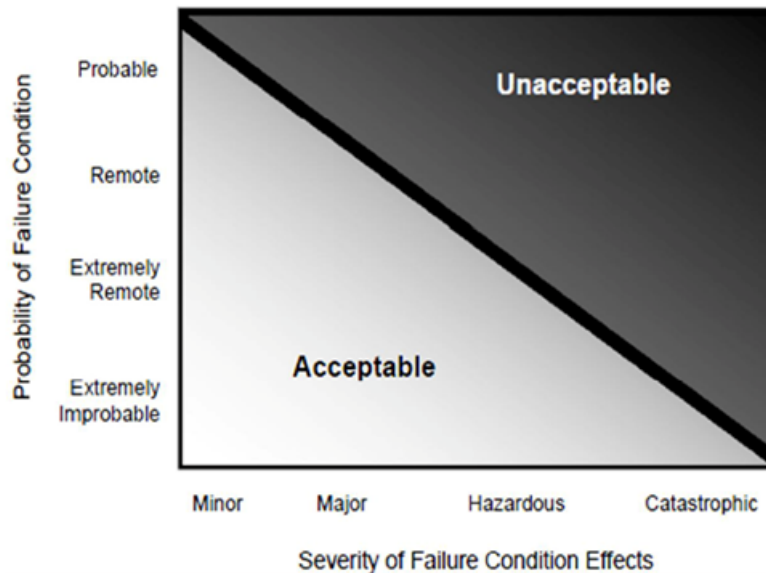 Probability of Failure Condition
Probable
Remote
Extremely
Remote
Extremely
Improbable
Unacceptable
Acceptable
Minor
Major
Hazardous
Catastrophic
Severity of Failure Condition Effects